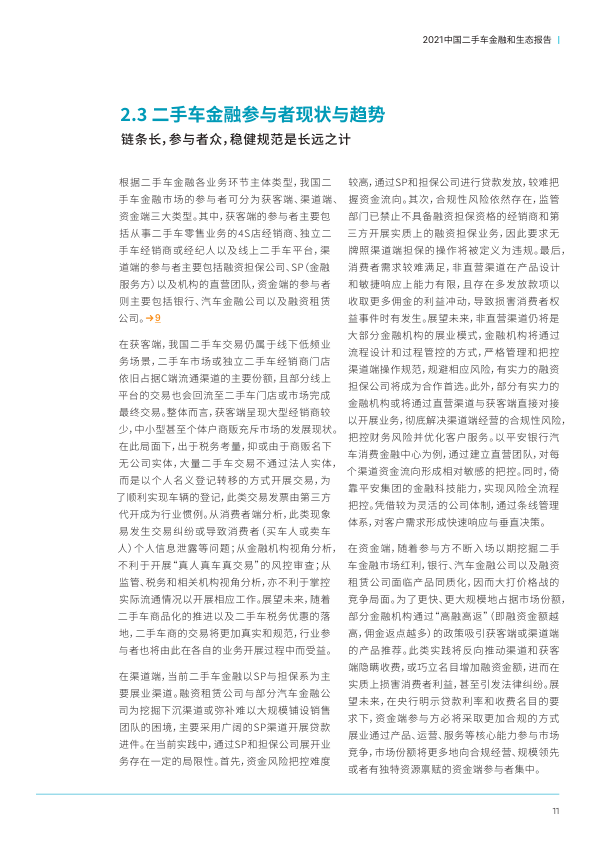 2021中国二手车金融和生态报告
2.3 二手车金融参与者现状与趋势
链条长，参与者众，稳健规范是长远之计
根据二手车金融各业务环节主体类型，我国二
手车金融市场的参与者可分为获客端、渠道端、
资金端三大类型。其中，获客端的参与者主要包
括从事二手车零售业务的4S店经销商、独立二
手车经销商或经纪人以及线上二手车平台，渠
道端的参与者主要包括融资担保公司、SP（金融
服务方）以及机构的直营团队，资金端的参与者
则主要包括银行、汽车金融公司以及融资租赁
公司。➔9
在获客端，我国二手车交易仍属于线下低频业
务场景，二手车市场或独立二手车经销商门店
依旧占据C端流通渠道的主要份额，且部分线上
平台的交易也会回流至二手车门店或市场完成
最终交易。整体而言，获客端呈现大型经销商较
少，中小型甚至个体户商贩充斥市场的发展现状。
在此局面下，出于税务考量，抑或由于商贩名下
无公司实体，大量二手车交易不通过法人实体，
而是以个人名义登记转移的方式开展交易，为
了顺利实现车辆的登记，此类交易发票由第三方
代开成为行业惯例。从消费者端分析，此类现象
易发生交易纠纷或导致消费者（买车人或卖车
人）个人信息泄露等问题；从金融机构视角分析，
不利于开展“真人真车真交易”的风控审查；从
监管、税务和相关机构视角分析，亦不利于掌控
实际流通情况以开展相应工作。展望未来，随着
二手车商品化的推进以及二手车税务优惠的落
地，二手车商的交易将更加真实和规范，行业参
与者也将由此在各自的业务开展过程中而受益。
在渠道端，当前二手车金融以SP与担保系为主
要展业渠道。融资租赁公司与部分汽车金融公
司为挖掘下沉渠道或弥补难以大规模铺设销售
团队的困境，主要采用广阔的SP渠道开展贷款
进件。在当前实践中，通过SP和担保公司展开业
务存在一定的局限性。首先，资金风险把控难度
较高，通过SP和担保公司进行贷款发放，较难把
握资金流向。其次，合规性风险依然存在，监管
部门已禁止不具备融资担保资格的经销商和第
三方开展实质上的融资担保业务，因此要求无
牌照渠道端担保的操作将被定义为违规。最后，
消费者需求较难满足，非直营渠道在产品设计
和敏捷响应上能力有限，且存在多发放款项以
收取更多佣金的利益冲动，导致损害消费者权
益事件时有发生。展望未来，非直营渠道仍将是
大部分金融机构的展业模式，金融机构将通过
流程设计和过程管控的方式，严格管理和把控
渠道端操作规范，规避相应风险，有实力的融资
担保公司将成为合作首选。此外，部分有实力的
金融机构或将通过直营渠道与获客端直接对接
以开展业务，彻底解决渠道端经营的合规性风险，
把控财务风险并优化客户服务。以平安银行汽
车消费金融中心为例，通过建立直营团队，对每
个渠道资金流向形成相对敏感的把控。同时，倚
靠平安集团的金融科技能力，实现风险全流程
把控。凭借较为灵活的公司体制，通过条线管理
体系，对客户需求形成快速响应与垂直决策。
在资金端，随着参与方不断入场以期挖掘二手
车金融市场红利，银行、汽车金融公司以及融资
租赁公司面临产品同质化，因而大打价格战的
竞争局面。为了更快、更大规模地占据市场份额，
部分金融机构通过“高融高返”（即融资金额越
高，佣金返点越多）的政策吸引获客端或渠道端
的产品推荐。此类实践将反向推动渠道和获客
端隐瞒收费，或巧立名目增加融资金额，进而在
实质上损害消费者利益，甚至引发法律纠纷。展
望未来，在央行明示贷款利率和收费名目的要
求下，资金端参与方必将采取更加合规的方式
展业通过产品、运营、服务等核心能力参与市场
竞争，市场份额将更多地向合规经营、规模领先
或者有独特资源禀赋的资金端参与者集中。
11